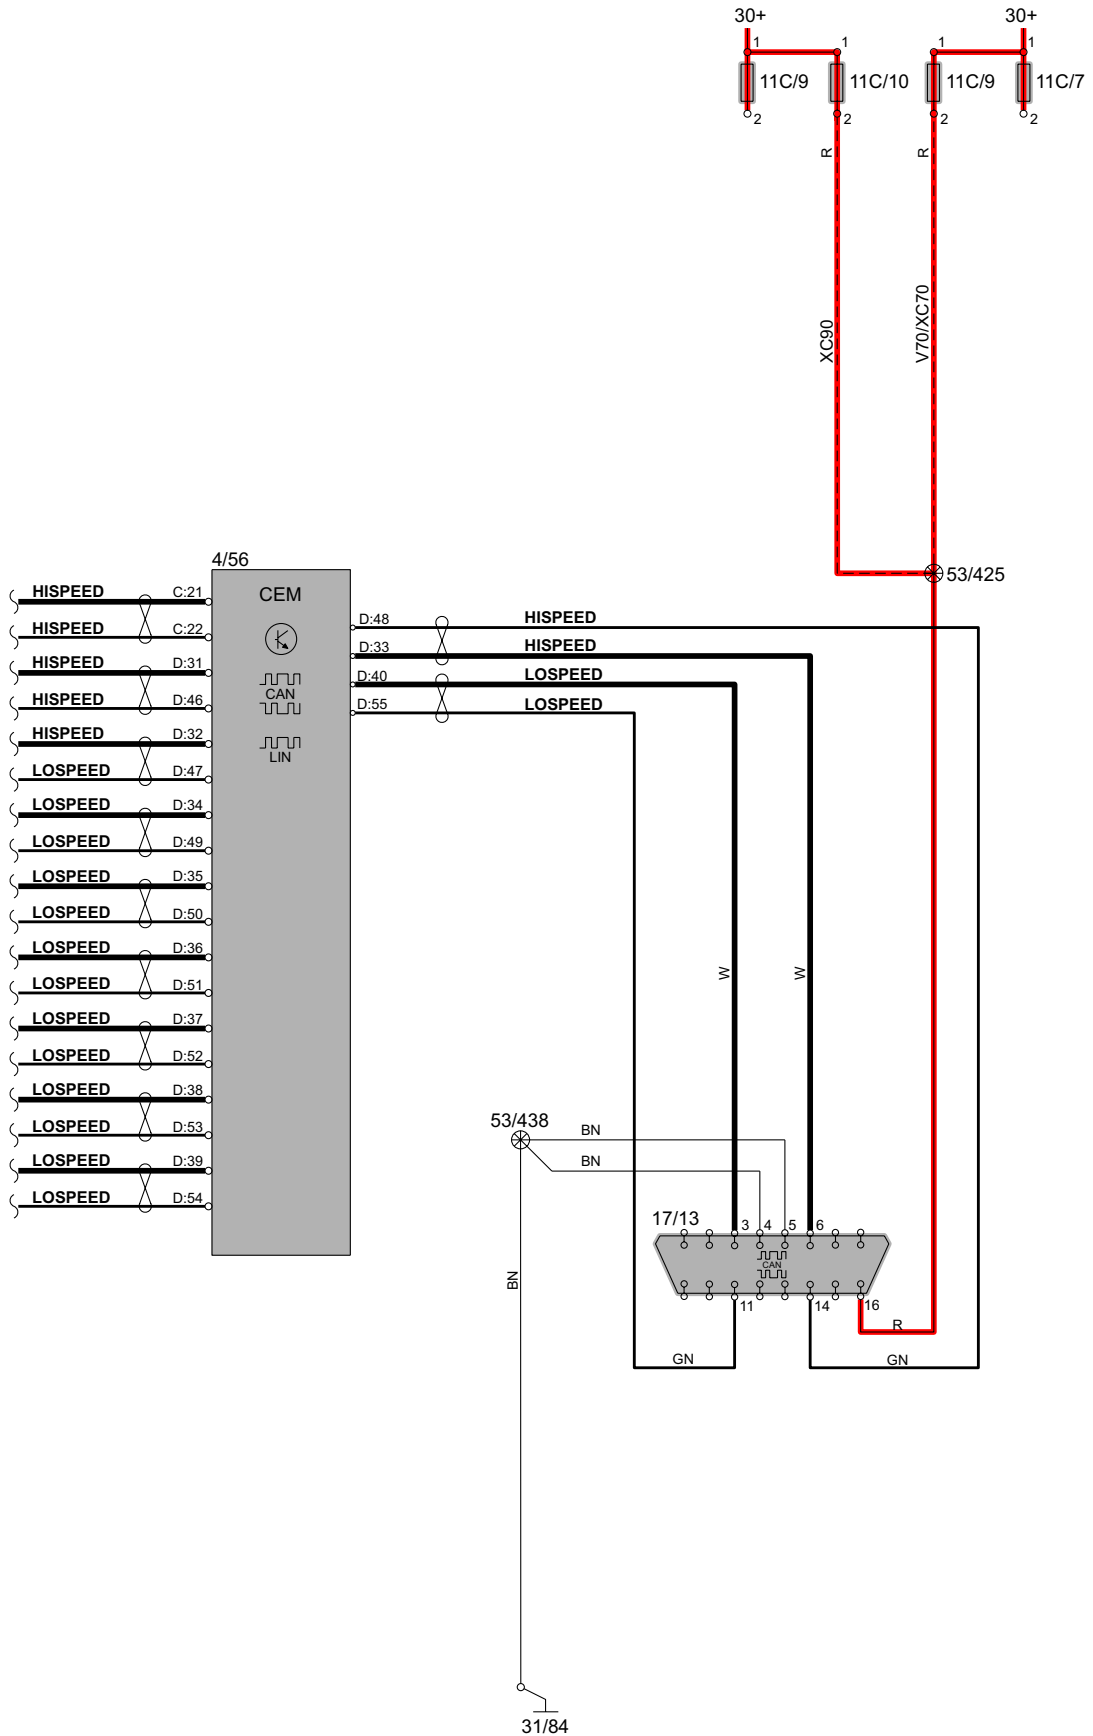 30+ 30+
1 1 1 1
11C/9 11C/10 11C/9 11C/7
2 2 2 2
R R
XC90 V70/XC70
53/425
4/56
CEM
CAN
LIN
HISPEED C:21
HISPEED C:22
HISPEED D:31
HISPEED D:46
HISPEED D:32
LOSPEED D:47
LOSPEED D:34
LOSPEED D:49
LOSPEED D:35
LOSPEED D:50
LOSPEED D:36
LOSPEED D:51
LOSPEED D:37
LOSPEED D:52
LOSPEED D:38
LOSPEED D:53
LOSPEED D:39
LOSPEED D:54
D:48 HISPEED
D:33 HISPEED
D:40 LOSPEED
D:55 LOSPEED
W W
53/438
BN
BN
BN
17/13
3 4 5 6
CAN
11 14 16
R
GN GN
31/84